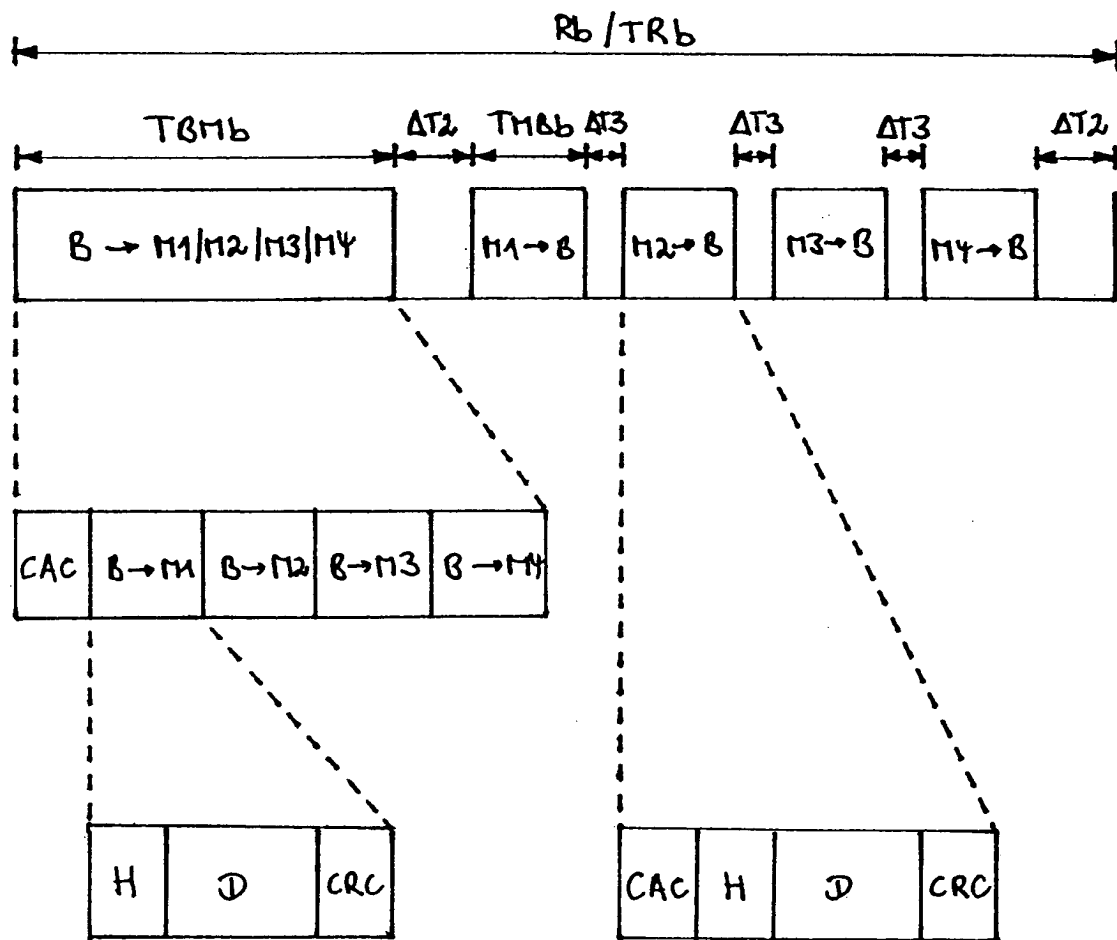 Rb/TRb
TBMb ΔT2 TMBb ΔT3 ΔT3 ΔT3 ΔT2
B → M1/M2/M3/M4 M1→B M2→B M3→B M4→B
CAC B→M1 B→M2 B→M3 B→M4
H D CRC CAC H D CRC